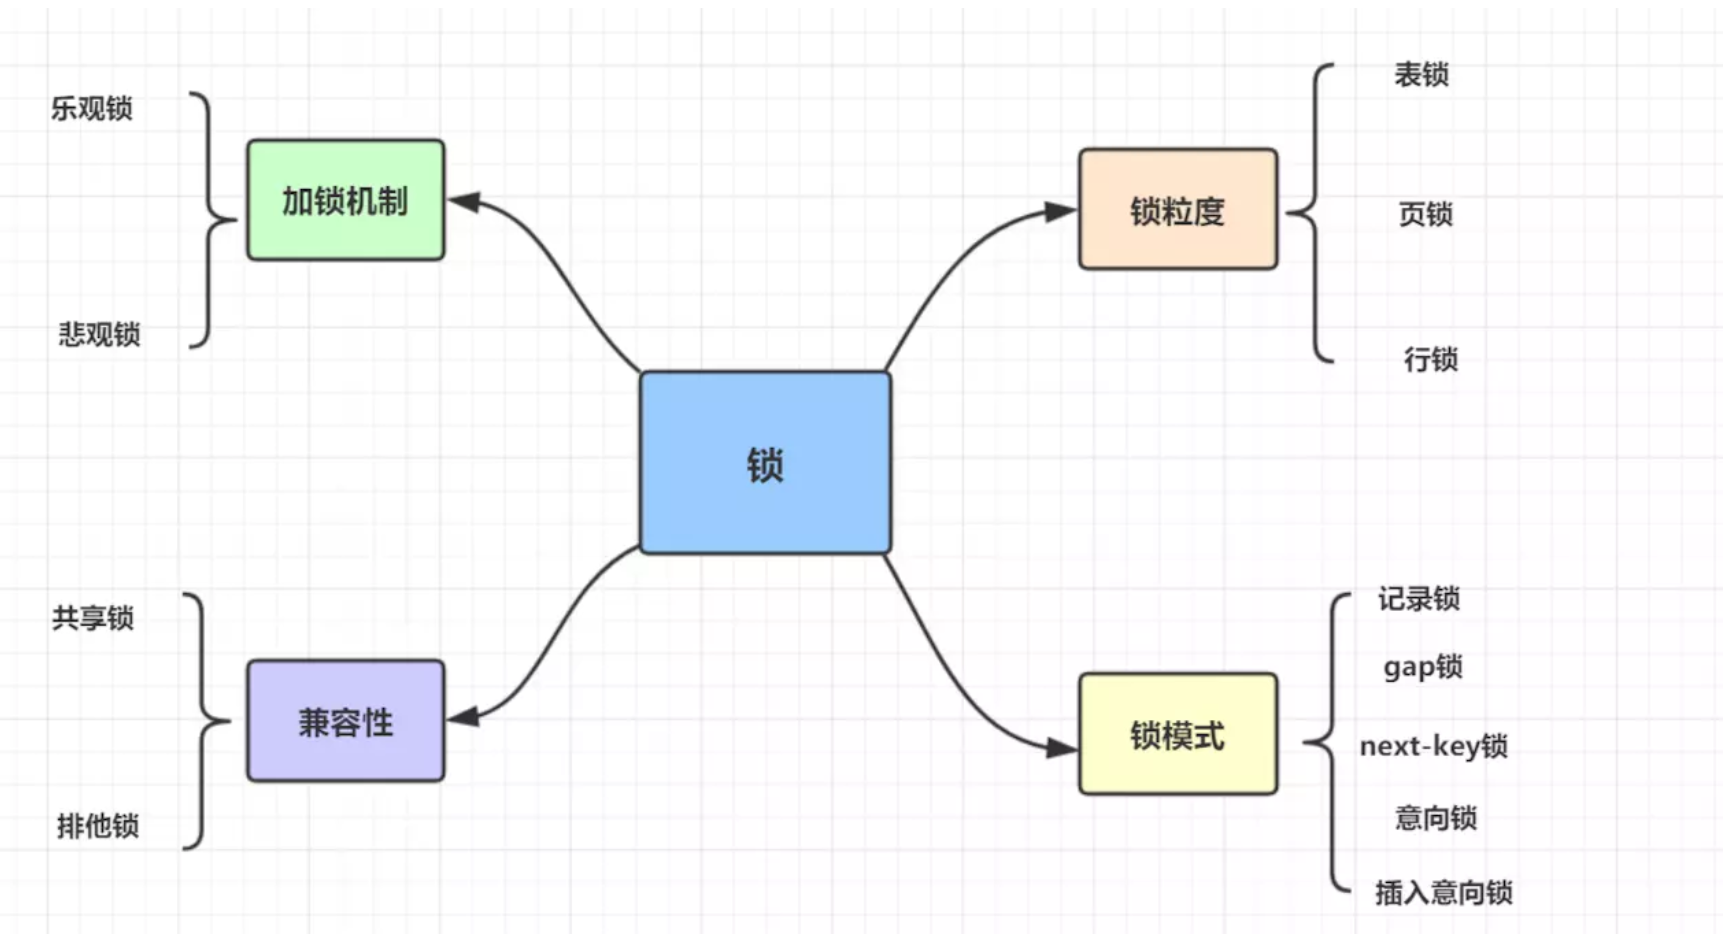 乐观锁
加锁机制
悲观锁
表锁
锁粒度
页锁
行锁
锁
共享锁
兼容性
排他锁
记录锁
gap锁
锁模式
next-key锁
意向锁
插入意向锁